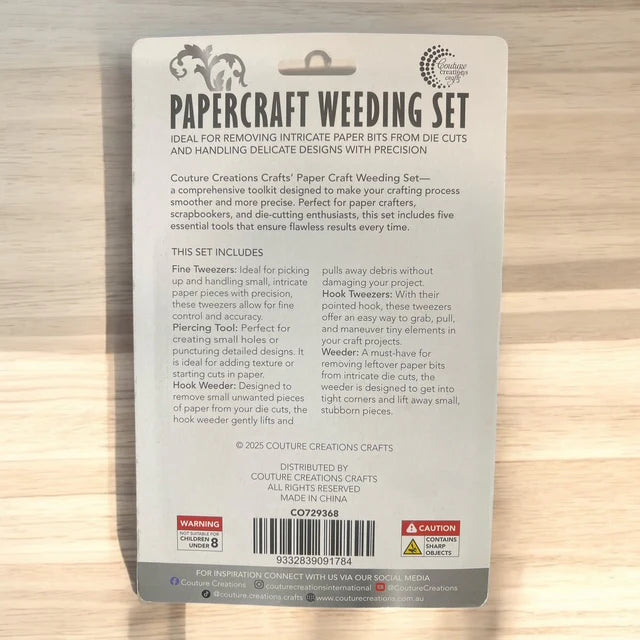 Couture
creations
crafts
PAPERCRAFT WEEDING SET
IDEAL FOR REMOVING INTRICATE PAPER BITS FROM DIE CUTS
AND HANDLING DELICATE DESIGNS WITH PRECISION
Couture Creations Crafts' Paper Craft Weeding Set—
a comprehensive toolkit designed to make your crafting process
smoother and more precise. Perfect for paper crafters,
scrapbookers, and die-cutting enthusiasts, this set includes five
essential tools that ensure flawless results every time.
THIS SET INCLUDES
Fine Tweezers: Ideal for picking
up and handling small, intricate
paper pieces with precision,
these tweezers allow for fine
control and accuracy.
Piercing Tool: Perfect for
creating small holes or
puncturing detailed designs. It
is ideal for adding texture or
starting cuts in paper.
Hook Weeder: Designed to
remove small unwanted pieces
of paper from your die cuts, the
hook weeder gently lifts and
pulls away debris without
damaging your project.
Hook Tweezers: With their
pointed hook, these tweezers
offer an easy way to grab, pull,
and maneuver tiny elements in
your craft projects.
Weeder: A must-have for
removing leftover paper bits
from intricate die cuts, the
weeder is designed to get into
tight corners and lift away small,
stubborn pieces.
© 2025 COUTURE CREATIONS CRAFTS
DISTRIBUTED BY
COUTURE CREATIONS CRAFTS
ALL RIGHTS RESERVED
MADE IN CHINA
CO729368
WARNING
NOT SUITABLE FOR
CHILDREN
UNDER 8
9332839091784
CAUTION
CONTAINS
SHARP
OBJECTS
FOR INSPIRATION CONNECT WITH US VIA OUR SOCIAL MEDIA
Couture Creations couturecreationsinternational @CoutureCreations
@couture.creations.crafts www.couturecreations.com.au